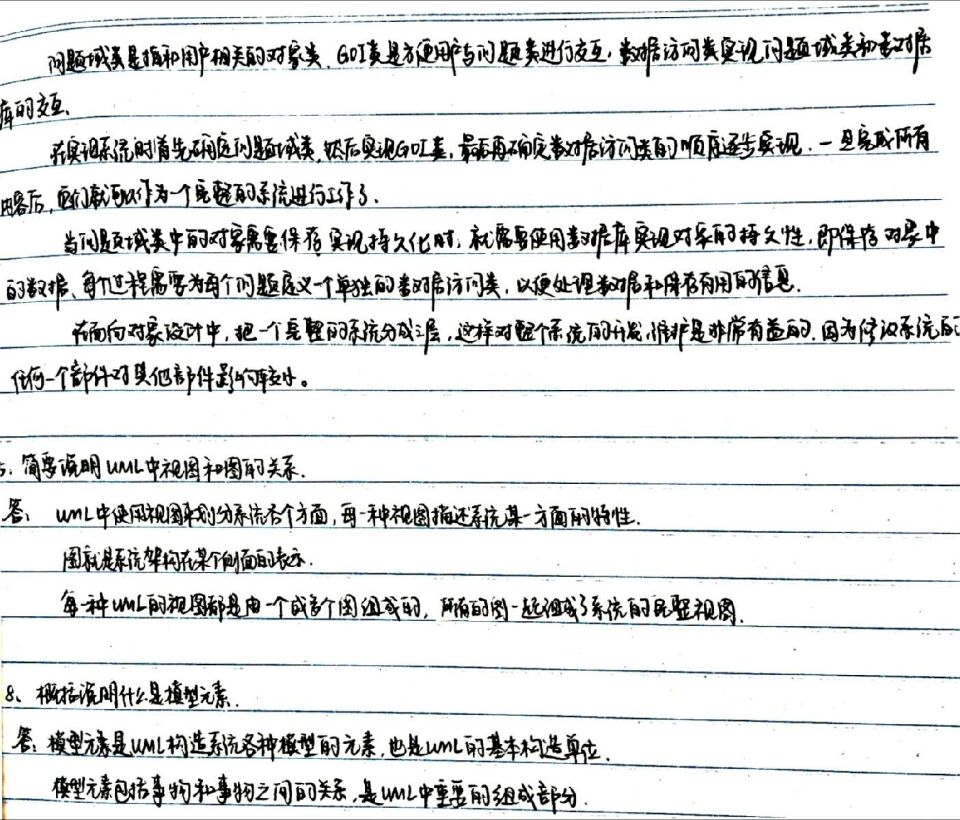 问题域类是指和用户相关的对象类,GUI类是方便用户与问题类进行交互,数据访问类实现问题域类和数据
库的交互.
在实现系统时首先确定问题域类,然后实现GUI类,最后再确定数据访问类的顺序逐步实现.一旦完成所有
内容后,它们就可以作为一个完整的系统进行工作了.
当问题域类中的对象需要保存实现持久化时,就需要使用数据库实现对象的持久性,即保存对象中
的数据、每个过程需要为每个问题定义一个单独的数据访问类,以便处理数据和保存有用的信息.
在面向对象设计中,把一个完整的系统分成三层,这样对整个系统的开发,维护是非常有益的,因为修改系统的
任何一个部件对其他部件影响较小。
5、简要说明UML中视图和图的关系.
答: UML中使用视图来划分系统各个方面,每一种视图描述系统某一方面的特性.
图就是系统架构在某个侧面的表示.
每一种UML的视图都是由一个或多个图组成的,所有的图一起组成了系统的完整视图.
8、概括说明什么是模型元素.
答:模型元素是UML构造系统各种模型的元素,也是UML的基本构造单位.
模型元素包括事物和事物之间的关系,是UML中重要的组成部分.